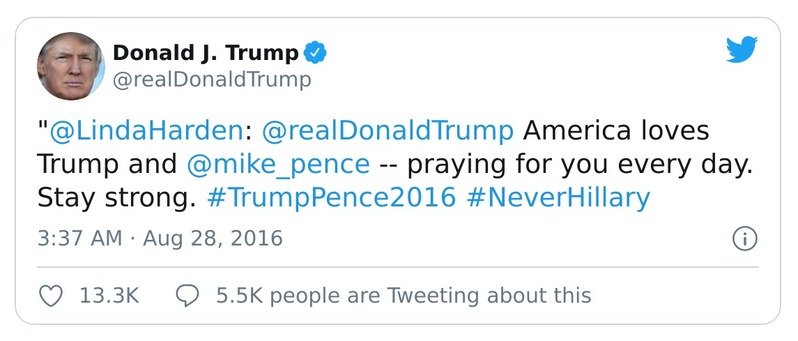 Donald J. Trump
@realDonaldTrump
"@LindaHarden: @realDonaldTrump America loves
Trump and @mike_pence -- praying for you every day.
Stay strong. #TrumpPence2016 #NeverHillary
3:37 AM · Aug 28, 2016
13.3K 5.5K people are Tweeting about this